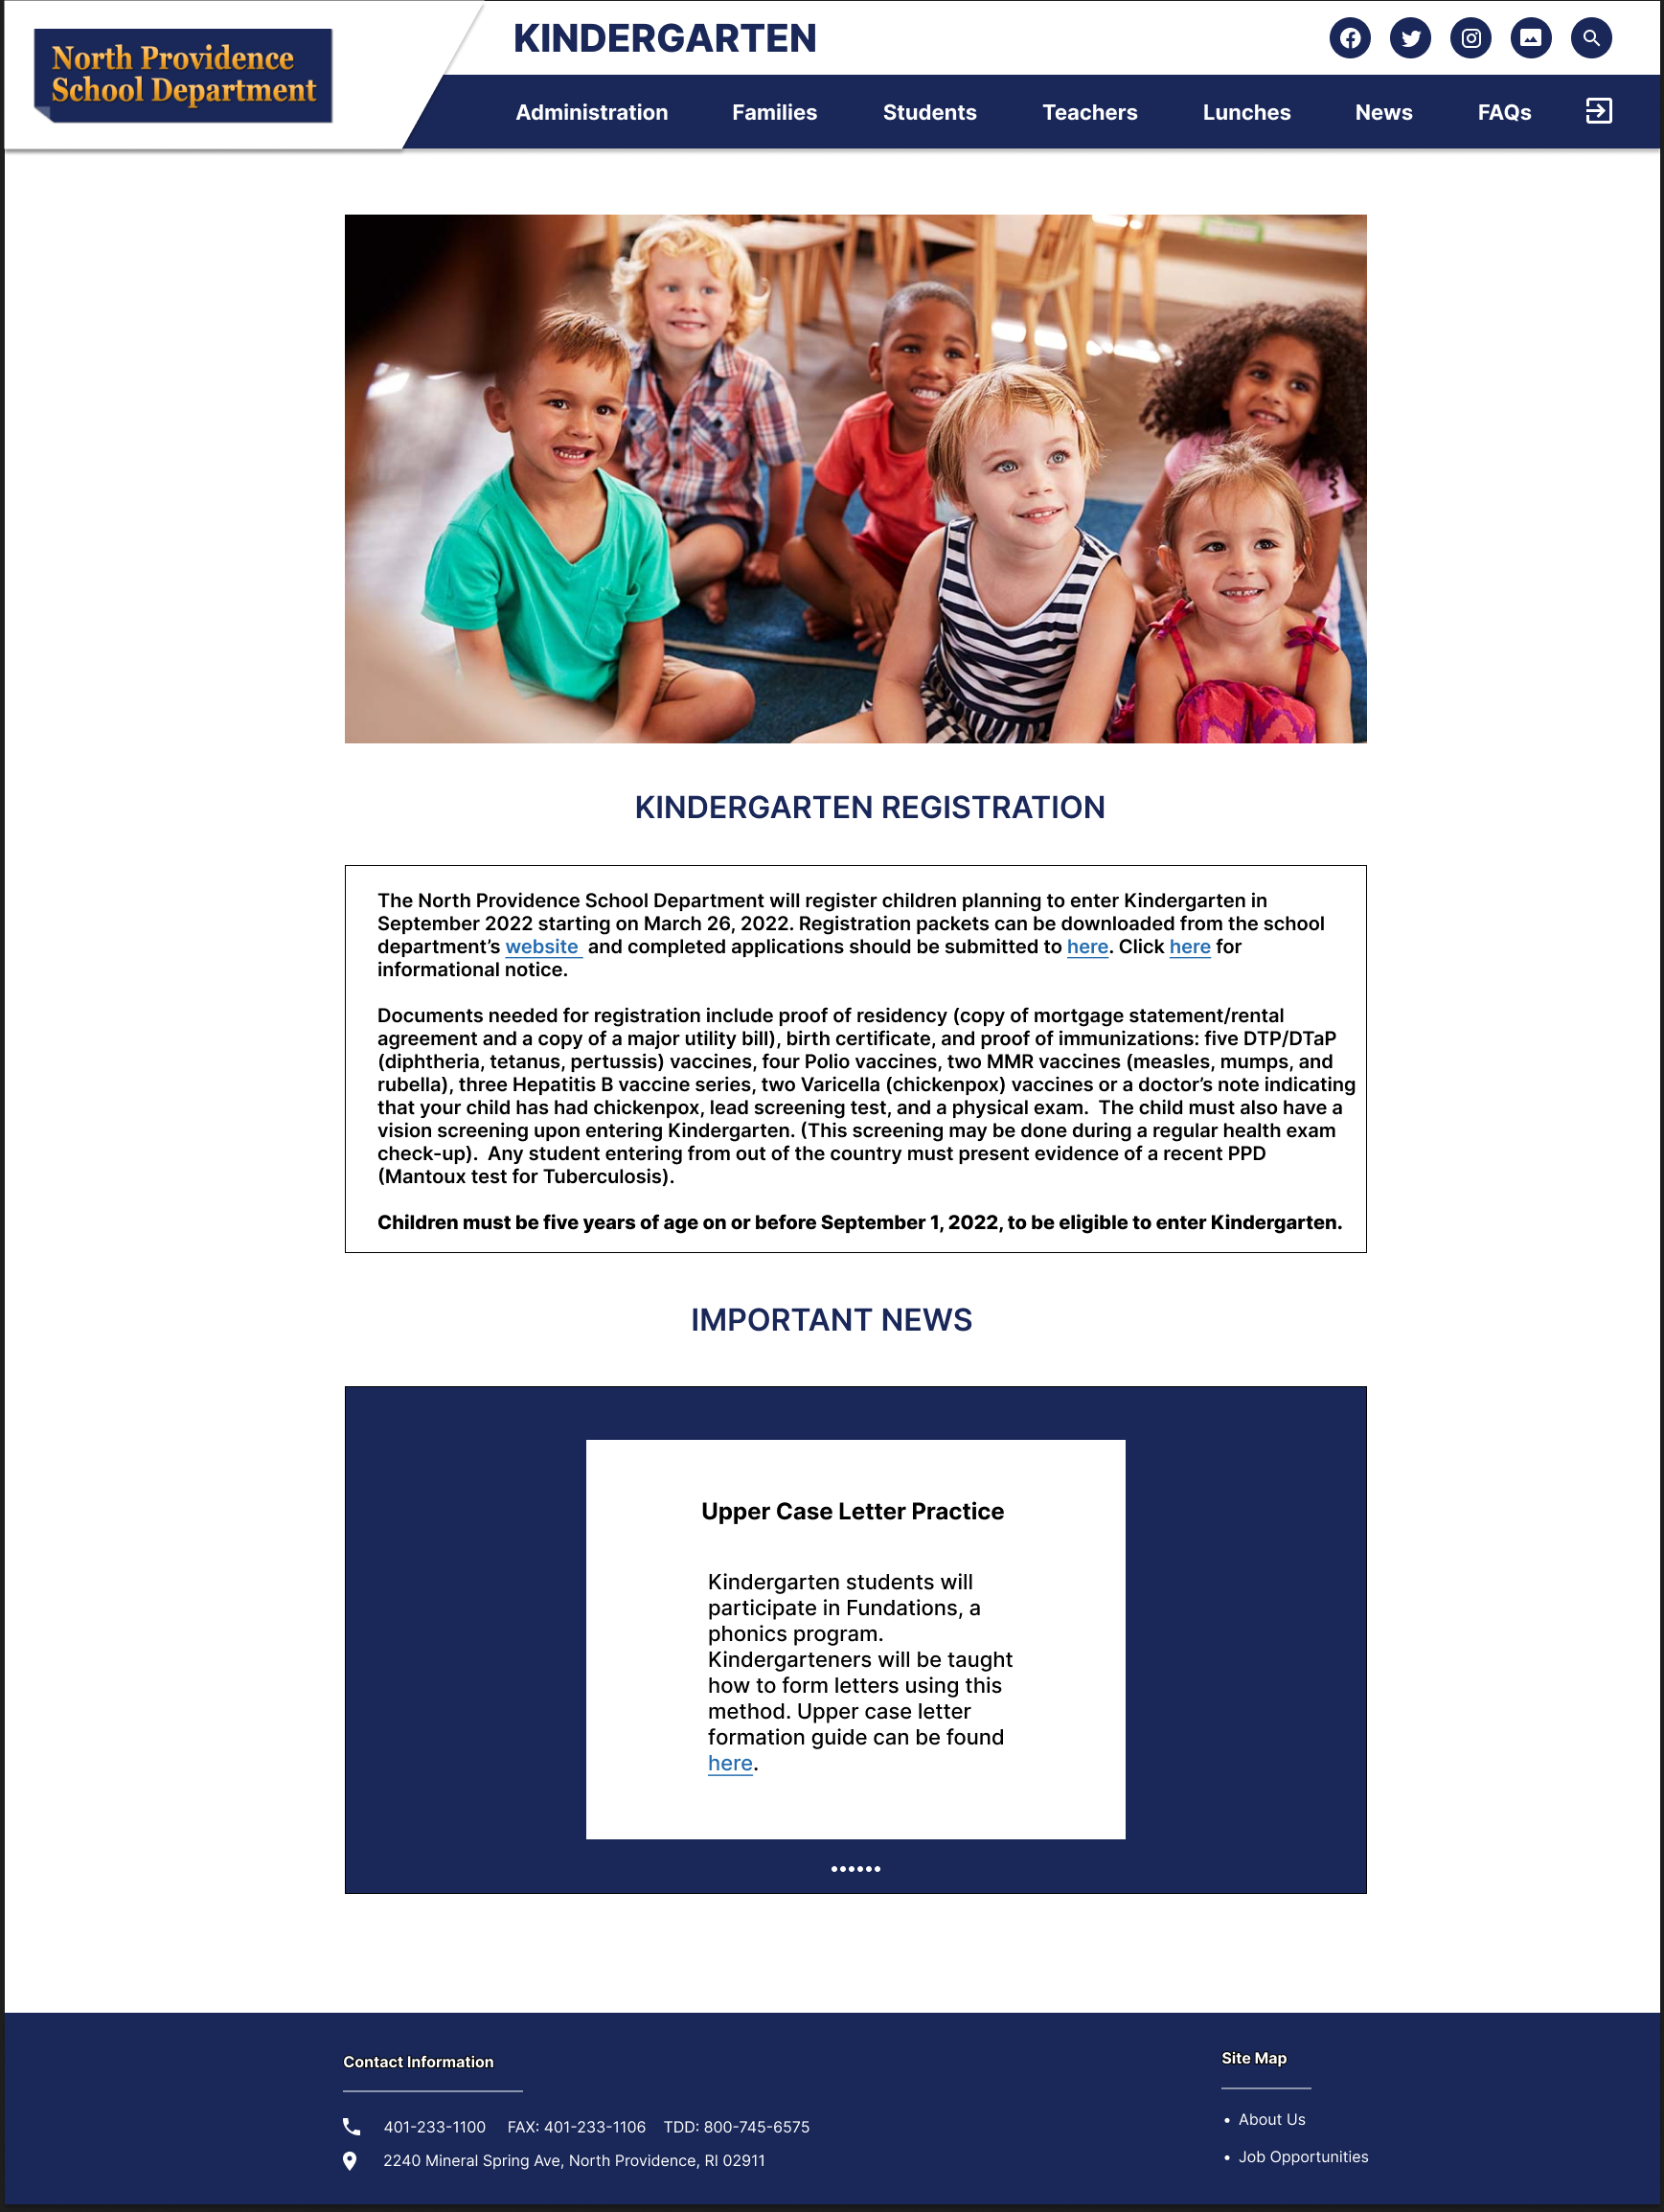 North Providence
School Department
KINDERGARTEN
Administration Families Students Teachers Lunches News FAQs
KINDERGARTEN REGISTRATION
The North Providence School Department will register children planning to enter Kindergarten in
September 2022 starting on March 26, 2022. Registration packets can be downloaded from the school
department’s website  and completed applications should be submitted to here. Click here for
informational notice.
Documents needed for registration include proof of residency (copy of mortgage statement/rental
agreement and a copy of a major utility bill), birth certificate, and proof of immunizations: five DTP/DTaP
(diphtheria, tetanus, pertussis) vaccines, four Polio vaccines, two MMR vaccines (measles, mumps, and
rubella), three Hepatitis B vaccine series, two Varicella (chickenpox) vaccines or a doctor’s note indicating
that your child has had chickenpox, lead screening test, and a physical exam.  The child must also have a
vision screening upon entering Kindergarten. (This screening may be done during a regular health exam
check-up).  Any student entering from out of the country must present evidence of a recent PPD
(Mantoux test for Tuberculosis).
Children must be five years of age on or before September 1, 2022, to be eligible to enter Kindergarten.
IMPORTANT NEWS
Upper Case Letter Practice
Kindergarten students will
participate in Fundations, a
phonics program.
Kindergarteners will be taught
how to form letters using this
method. Upper case letter
formation guide can be found
here.
Contact Information
401-233-1100 FAX: 401-233-1106 TDD: 800-745-6575
2240 Mineral Spring Ave, North Providence, RI 02911
Site Map
• About Us
• Job Opportunities